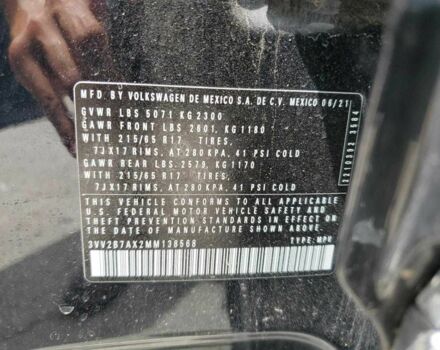 MFD. BY VOLKSWAGEN DE MEXICO S.A. DE C.V. MEXICO 06/21
GVWR LBS 5071 KG 2300
GAWR FRONT LBS 2601, KG 1180
WITH 215/65 R17 TIRES,
7JX17 RIMS, AT 280 KPA, 41 PSI COLD
GAWR REAR LBS 2579, KG 1170
WITH 215/65 R17 TIRES,
7JX17 RIMS, AT 280 KPA, 41 PSI COLD
THIS VEHICLE CONFORMS TO ALL APPLICABLE
U.S. FEDERAL MOTOR VEHICLE SAFETY AND THEFT
PREVENTION STANDARDS IN EFFECT ON THE
DATE OF MANUFACTURE SHOWN ABOVE.
3VV2B7AX2MM138568 TYPE: MPV
1210392 3584